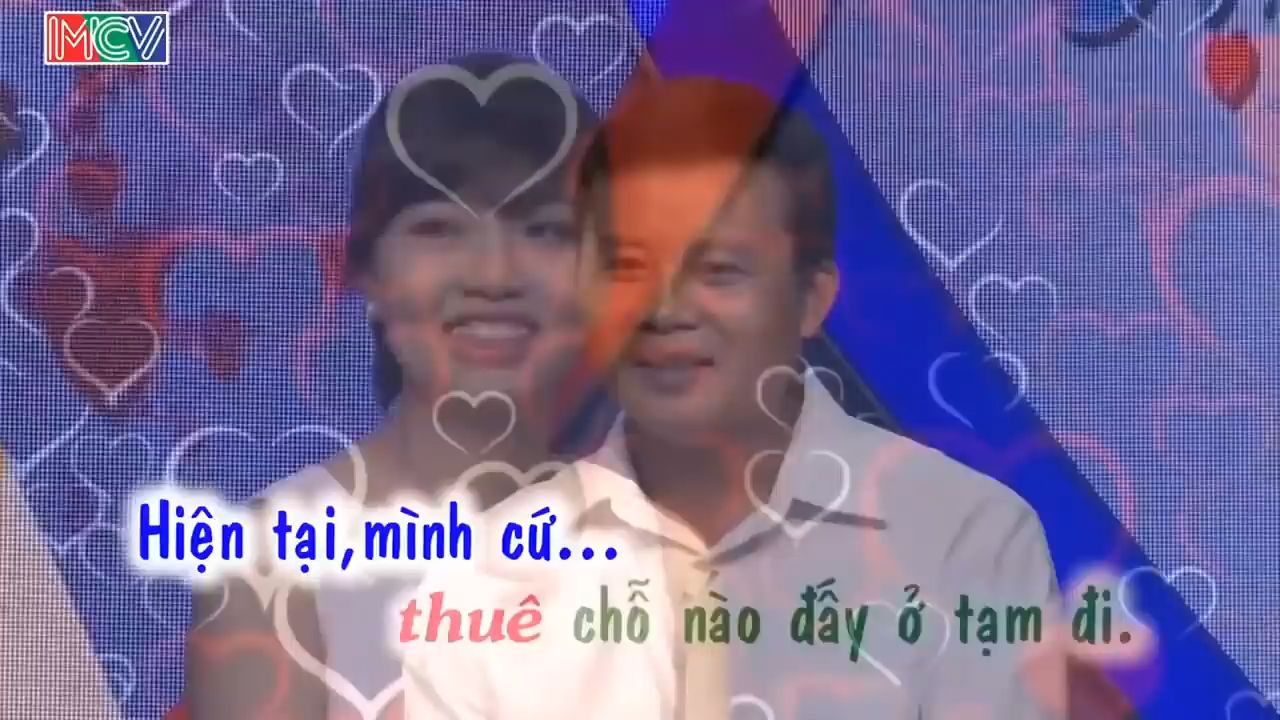 MCV
Hiện tại,mình cứ...
thuê chỗ nào đấy ở tạm đi.